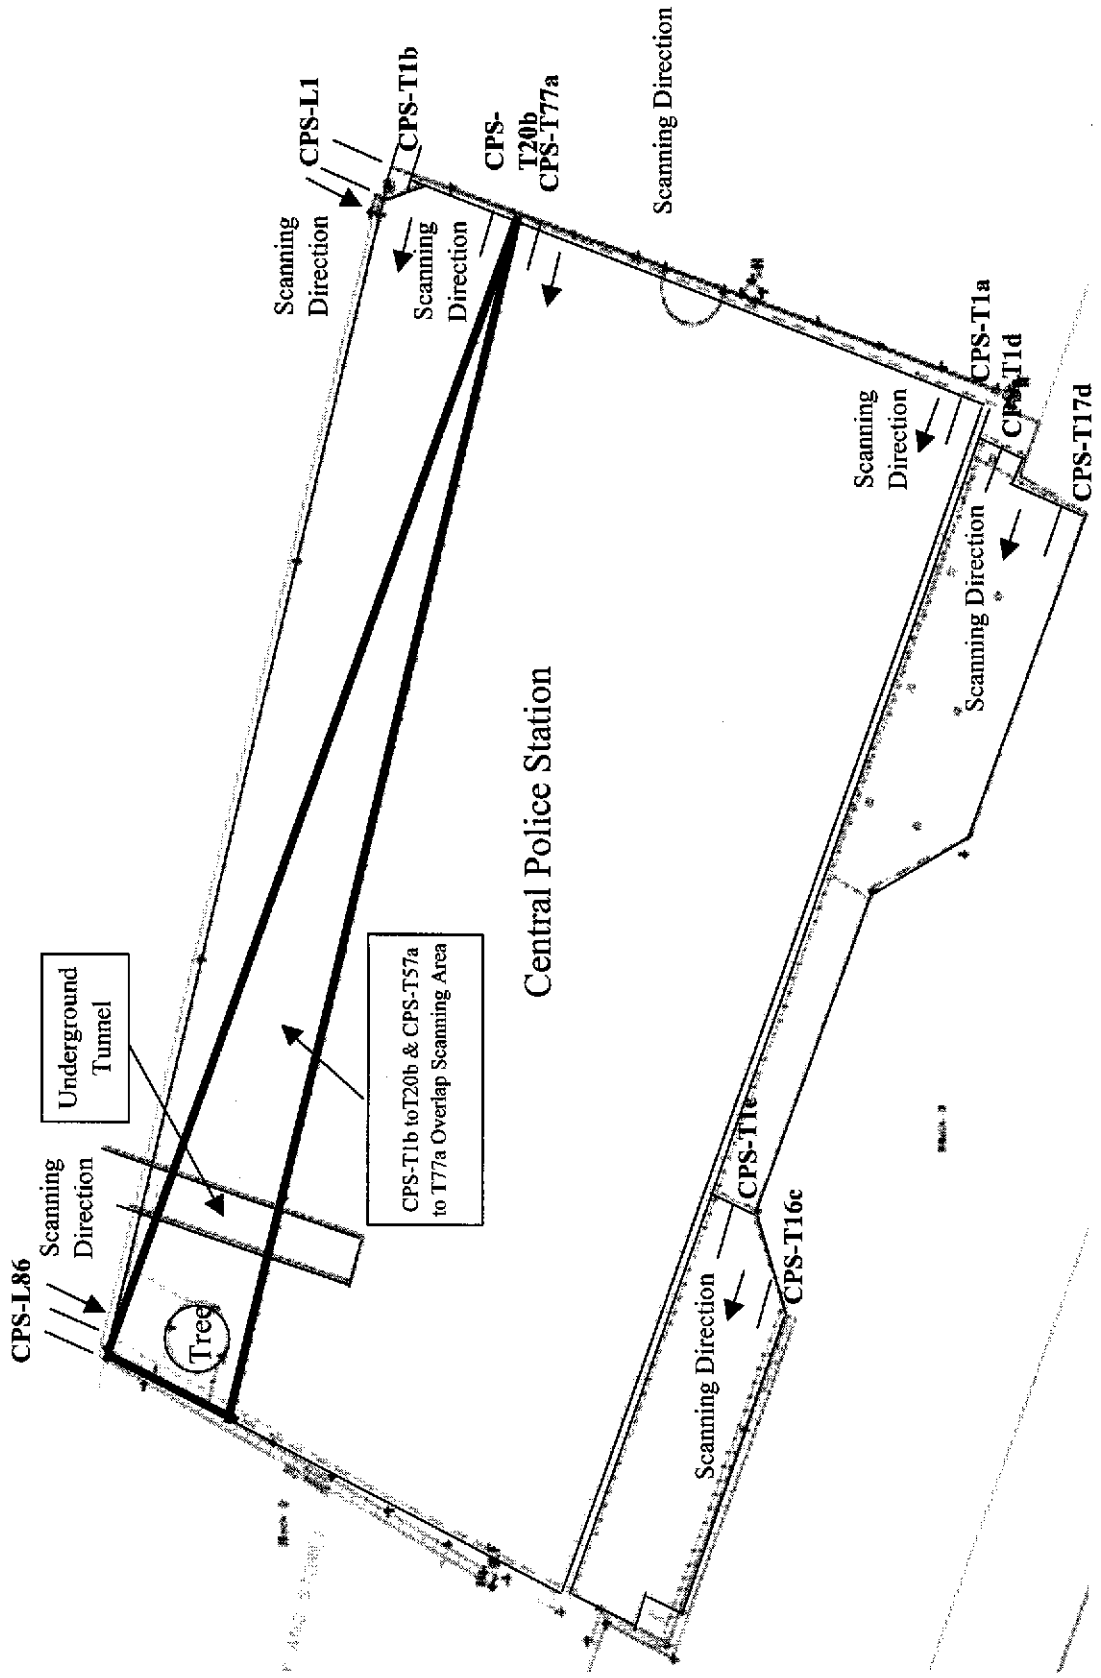 CPS-L86
Scanning
Direction
Underground
Tunnel
Tree
CPS-T1b toT20b & CPS-T57a
to T77a Overlap Scanning Area
Central Police Station
CPS-L1
Scanning
Direction
CPS-T1b
Scanning
Direction
CPS-
T20b
CPS-T77a
Scanning Direction
CPS-T1a
Scanning
Direction
CPS-T1d
Scanning Direction
CPS-T17d
CPS-T1c
Scanning Direction
CPS-T16c